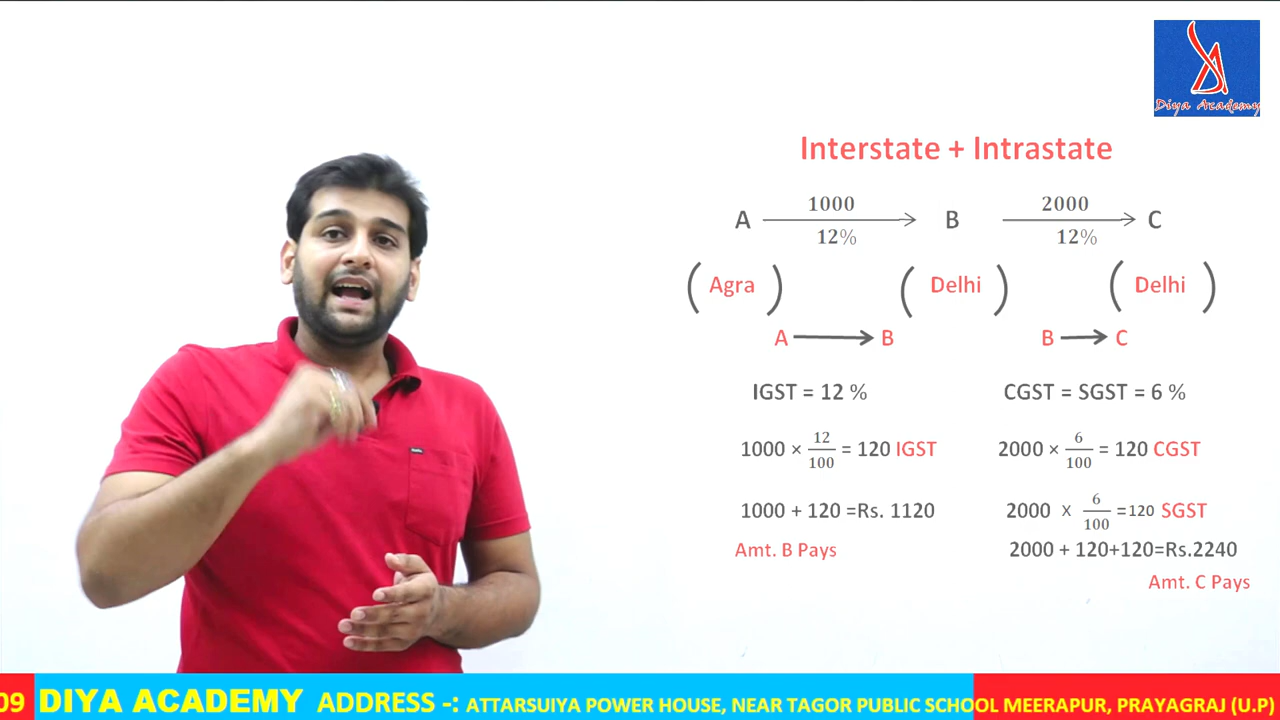 Diya Academy
Interstate + Intrastate
A 1000 12% B 2000 12% C
(Agra) (Delhi) (Delhi)
A → B B → C
IGST = 12 % CGST = SGST = 6 %
1000 × 12/100 = 120 IGST 2000 × 6/100 = 120 CGST
1000 + 120 =Rs. 1120 2000 X 6/100 =120 SGST
Amt. B Pays 2000 + 120+120=Rs.2240
Amt. C Pays
09 DIYA ACADEMY ADDRESS -: ATTARSUIYA POWER HOUSE, NEAR TAGOR PUBLIC SCHOOL MEERAPUR, PRAYAGRAJ (U.P)